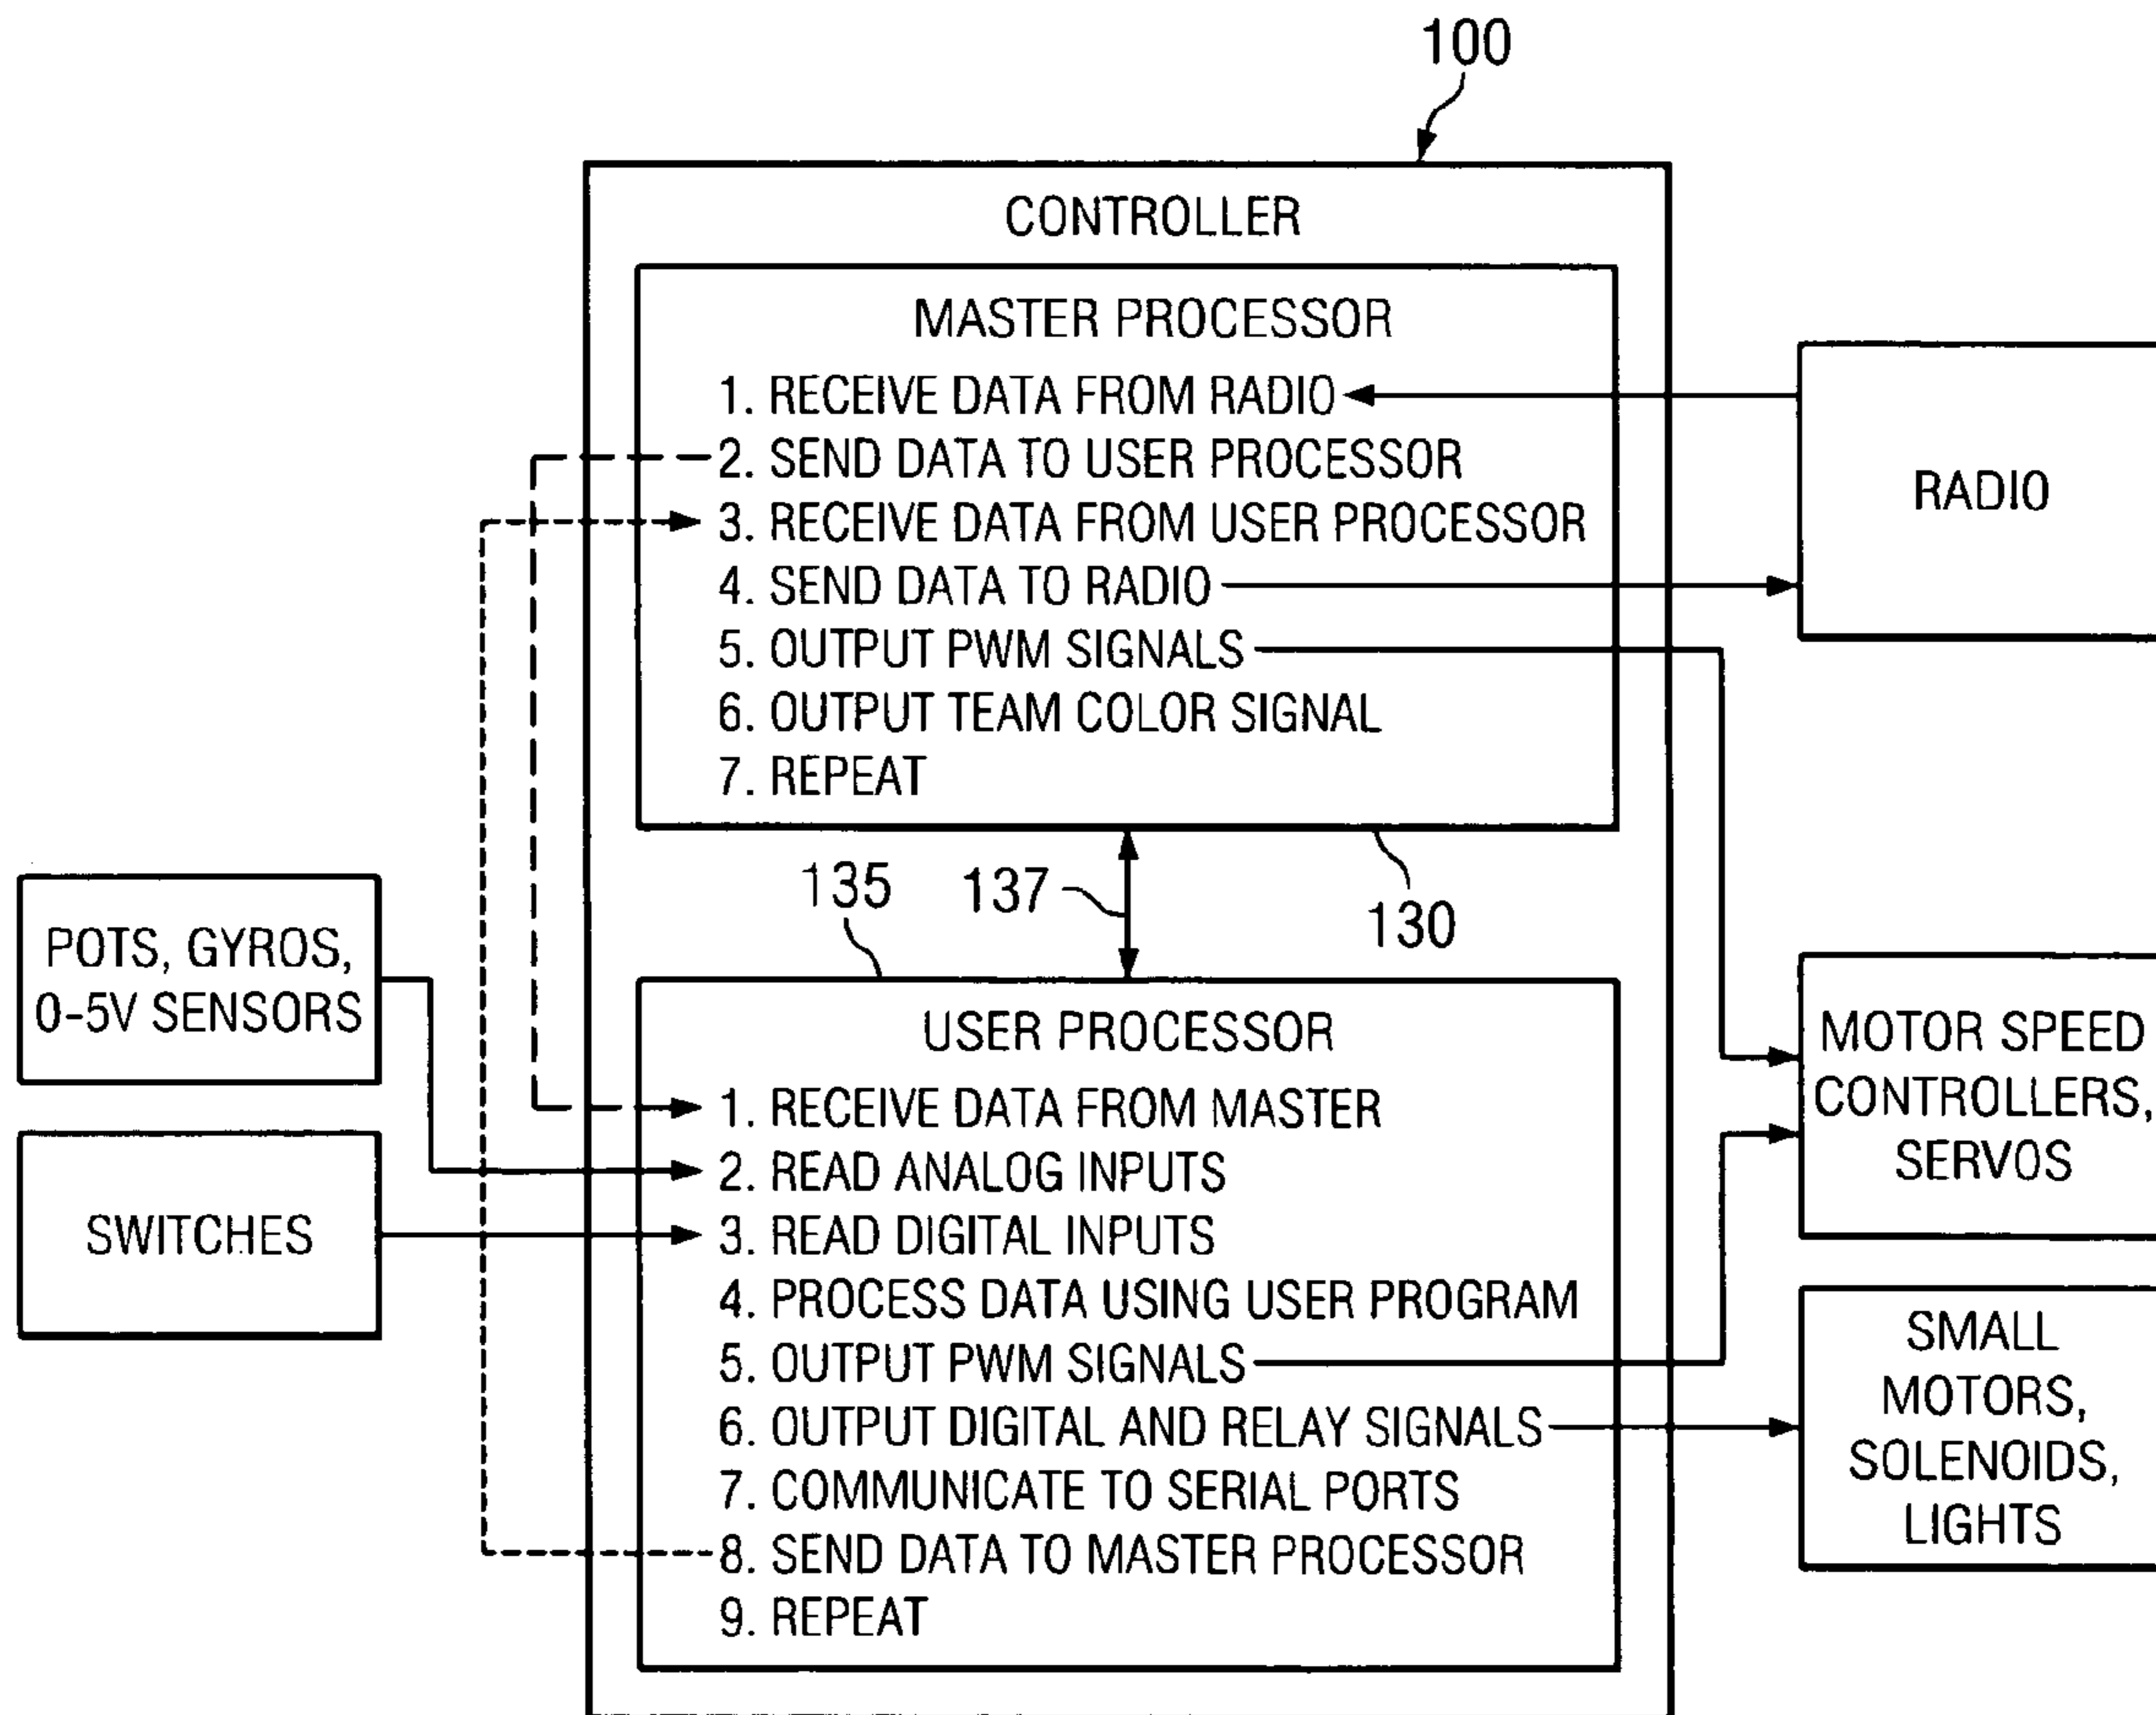 100
CONTROLLER
MASTER PROCESSOR
1. RECEIVE DATA FROM RADIO
2. SEND DATA TO USER PROCESSOR
3. RECEIVE DATA FROM USER PROCESSOR
4. SEND DATA TO RADIO
5. OUTPUT PWM SIGNALS
6. OUTPUT TEAM COLOR SIGNAL
7. REPEAT
RADIO
135
137
130
POTS, GYROS,
0-5V SENSORS
SWITCHES
USER PROCESSOR
1. RECEIVE DATA FROM MASTER
2. READ ANALOG INPUTS
3. READ DIGITAL INPUTS
4. PROCESS DATA USING USER PROGRAM
5. OUTPUT PWM SIGNALS
6. OUTPUT DIGITAL AND RELAY SIGNALS
7. COMMUNICATE TO SERIAL PORTS
8. SEND DATA TO MASTER PROCESSOR
9. REPEAT
MOTOR SPEED
CONTROLLERS,
SERVOS
SMALL
MOTORS,
SOLENOIDS,
LIGHTS